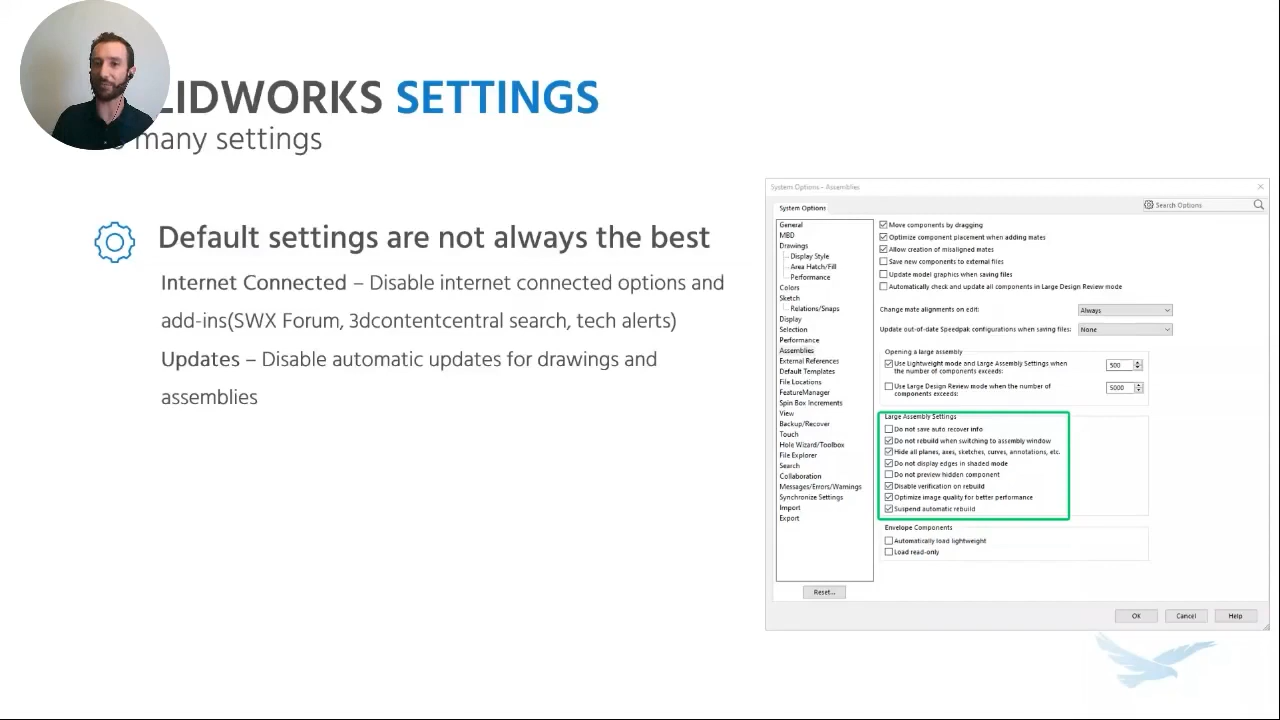 LIDWORKS SETTINGS
many settings
Default settings are not always the best
Internet Connected – Disable internet connected options and
add-ins(SWX Forum, 3dcontentcentral search, tech alerts)
Updates – Disable automatic updates for drawings and
assemblies
System Options - Assemblies
System Options
Search Options
General
MBD
Drawings
Display Style
Area Hatch/Fill
Performance
Colors
Sketch
Relations/Snaps
Display
Selection
Performance
Assemblies
External References
Default Templates
File Locations
FeatureManager
Spin Box Increments
View
Backup/Recover
Touch
Hole Wizard/Toolbox
File Explorer
Search
Collaboration
Messages/Errors/Warnings
Synchronize Settings
Import
Export
Reset...
Move components by dragging
Optimize component placement when adding mates
Allow creation of misaligned mates
Save new components to external files
Update model graphics when saving files
Automatically check and update all components in Large Design Review mode
Change mate alignments on edit: Always
Update out-of-date Speedpak configurations when saving files: None
Opening a large assembly
Use Lightweight mode and Large Assembly Settings when
the number of components exceeds: 500
Use Large Design Review mode when the number of
components exceeds: 5000
Large Assembly Settings
Do not save auto recover info
Do not rebuild when switching to assembly window
Hide all planes, axes, sketches, curves, annotations, etc.
Do not display edges in shaded mode
Do not preview hidden component
Disable verification on rebuild
Optimize image quality for better performance
Suspend automatic rebuild
Envelope Components
Automatically load lightweight
Load read-only
OK Cancel Help